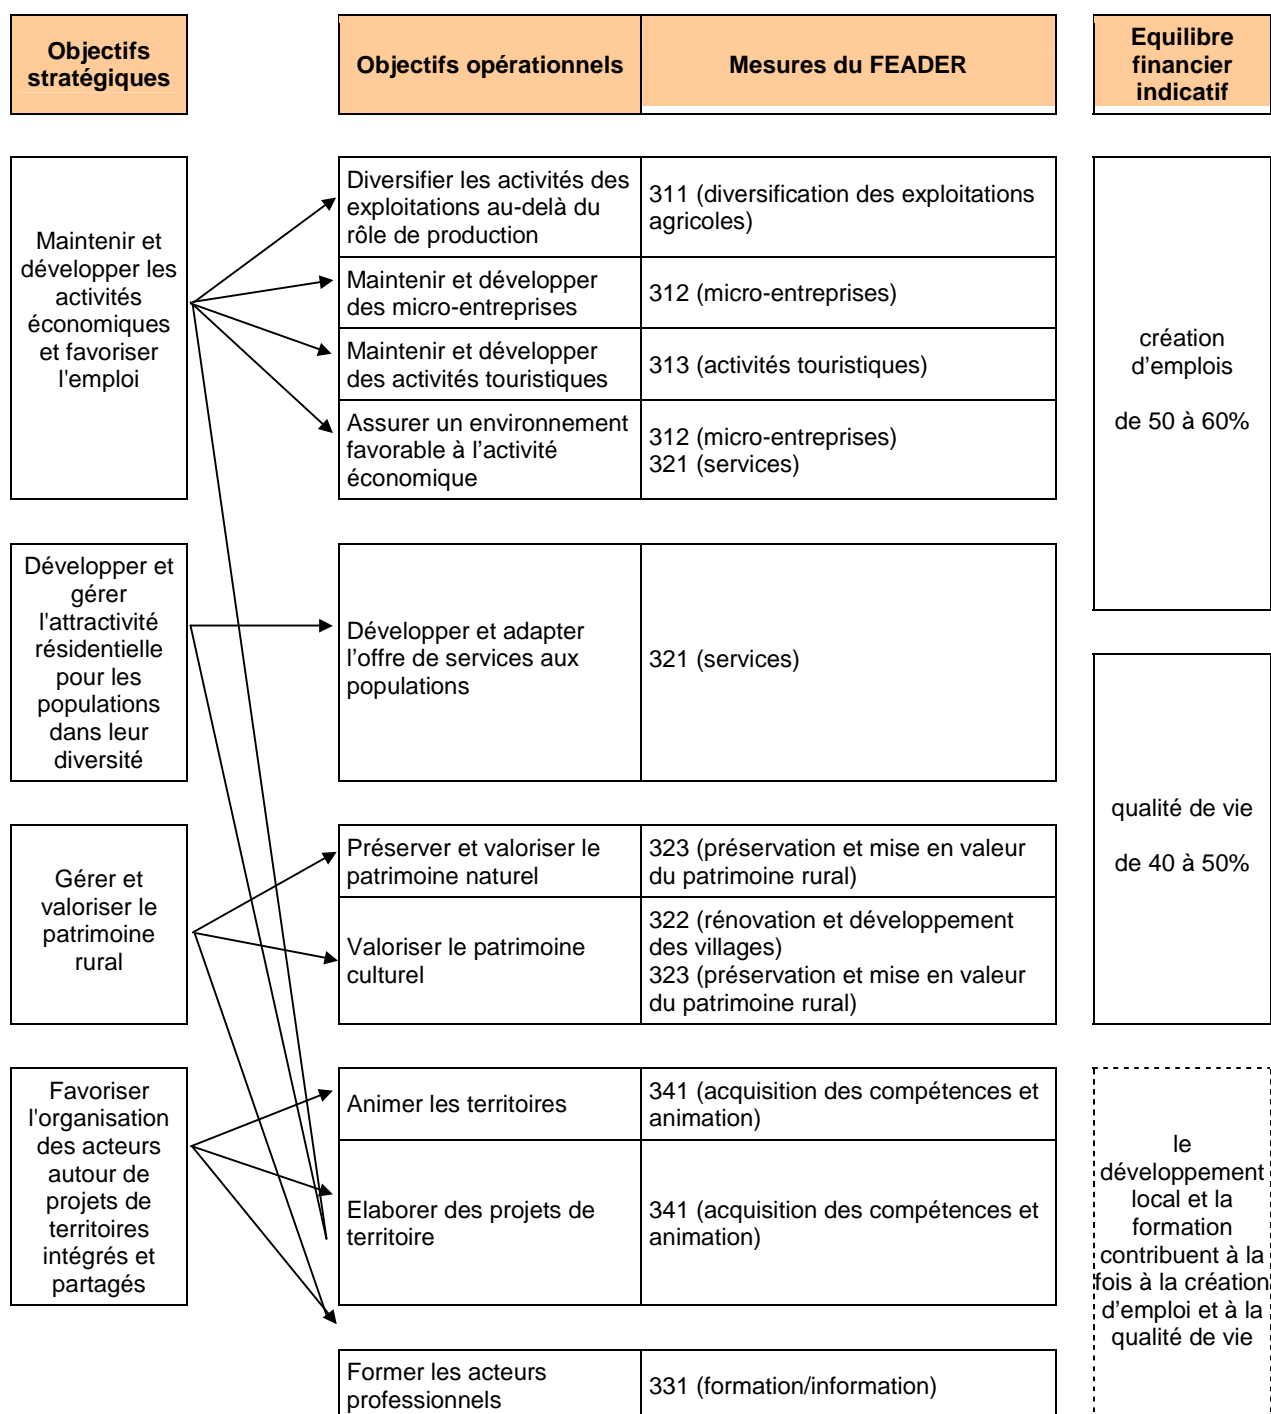 Objectifs
stratégiques
Objectifs opérationnels
Mesures du FEADER
Equilibre
financier
indicatif
Maintenir et
développer les
activités
économiques
et favoriser
l'emploi
Diversifier les activités des
exploitations au-delà du
rôle de production
311 (diversification des exploitations
agricoles)
Maintenir et développer
des micro-entreprises
312 (micro-entreprises)
Maintenir et développer
des activités touristiques
313 (activités touristiques)
Assurer un environnement
favorable à l’activité
économique
312 (micro-entreprises)
321 (services)
création
d’emplois
de 50 à 60%
Développer et
gérer
l'attractivité
résidentielle
pour les
populations
dans leur
diversité
Développer et adapter
l’offre de services aux
populations
321 (services)
qualité de vie
de 40 à 50%
Gérer et
valoriser le
patrimoine
rural
Préserver et valoriser le
patrimoine naturel
323 (préservation et mise en valeur
du patrimoine rural)
Valoriser le patrimoine
culturel
322 (rénovation et développement
des villages)
323 (préservation et mise en valeur
du patrimoine rural)
Favoriser
l'organisation
des acteurs
autour de
projets de
territoires
intégrés et
partagés
Animer les territoires
341 (acquisition des compétences et
animation)
Elaborer des projets de
territoire
341 (acquisition des compétences et
animation)
le
développement
local et la
formation
contribuent à la
fois à la création
d’emploi et à la
qualité de vie
Former les acteurs
professionnels
331 (formation/information)